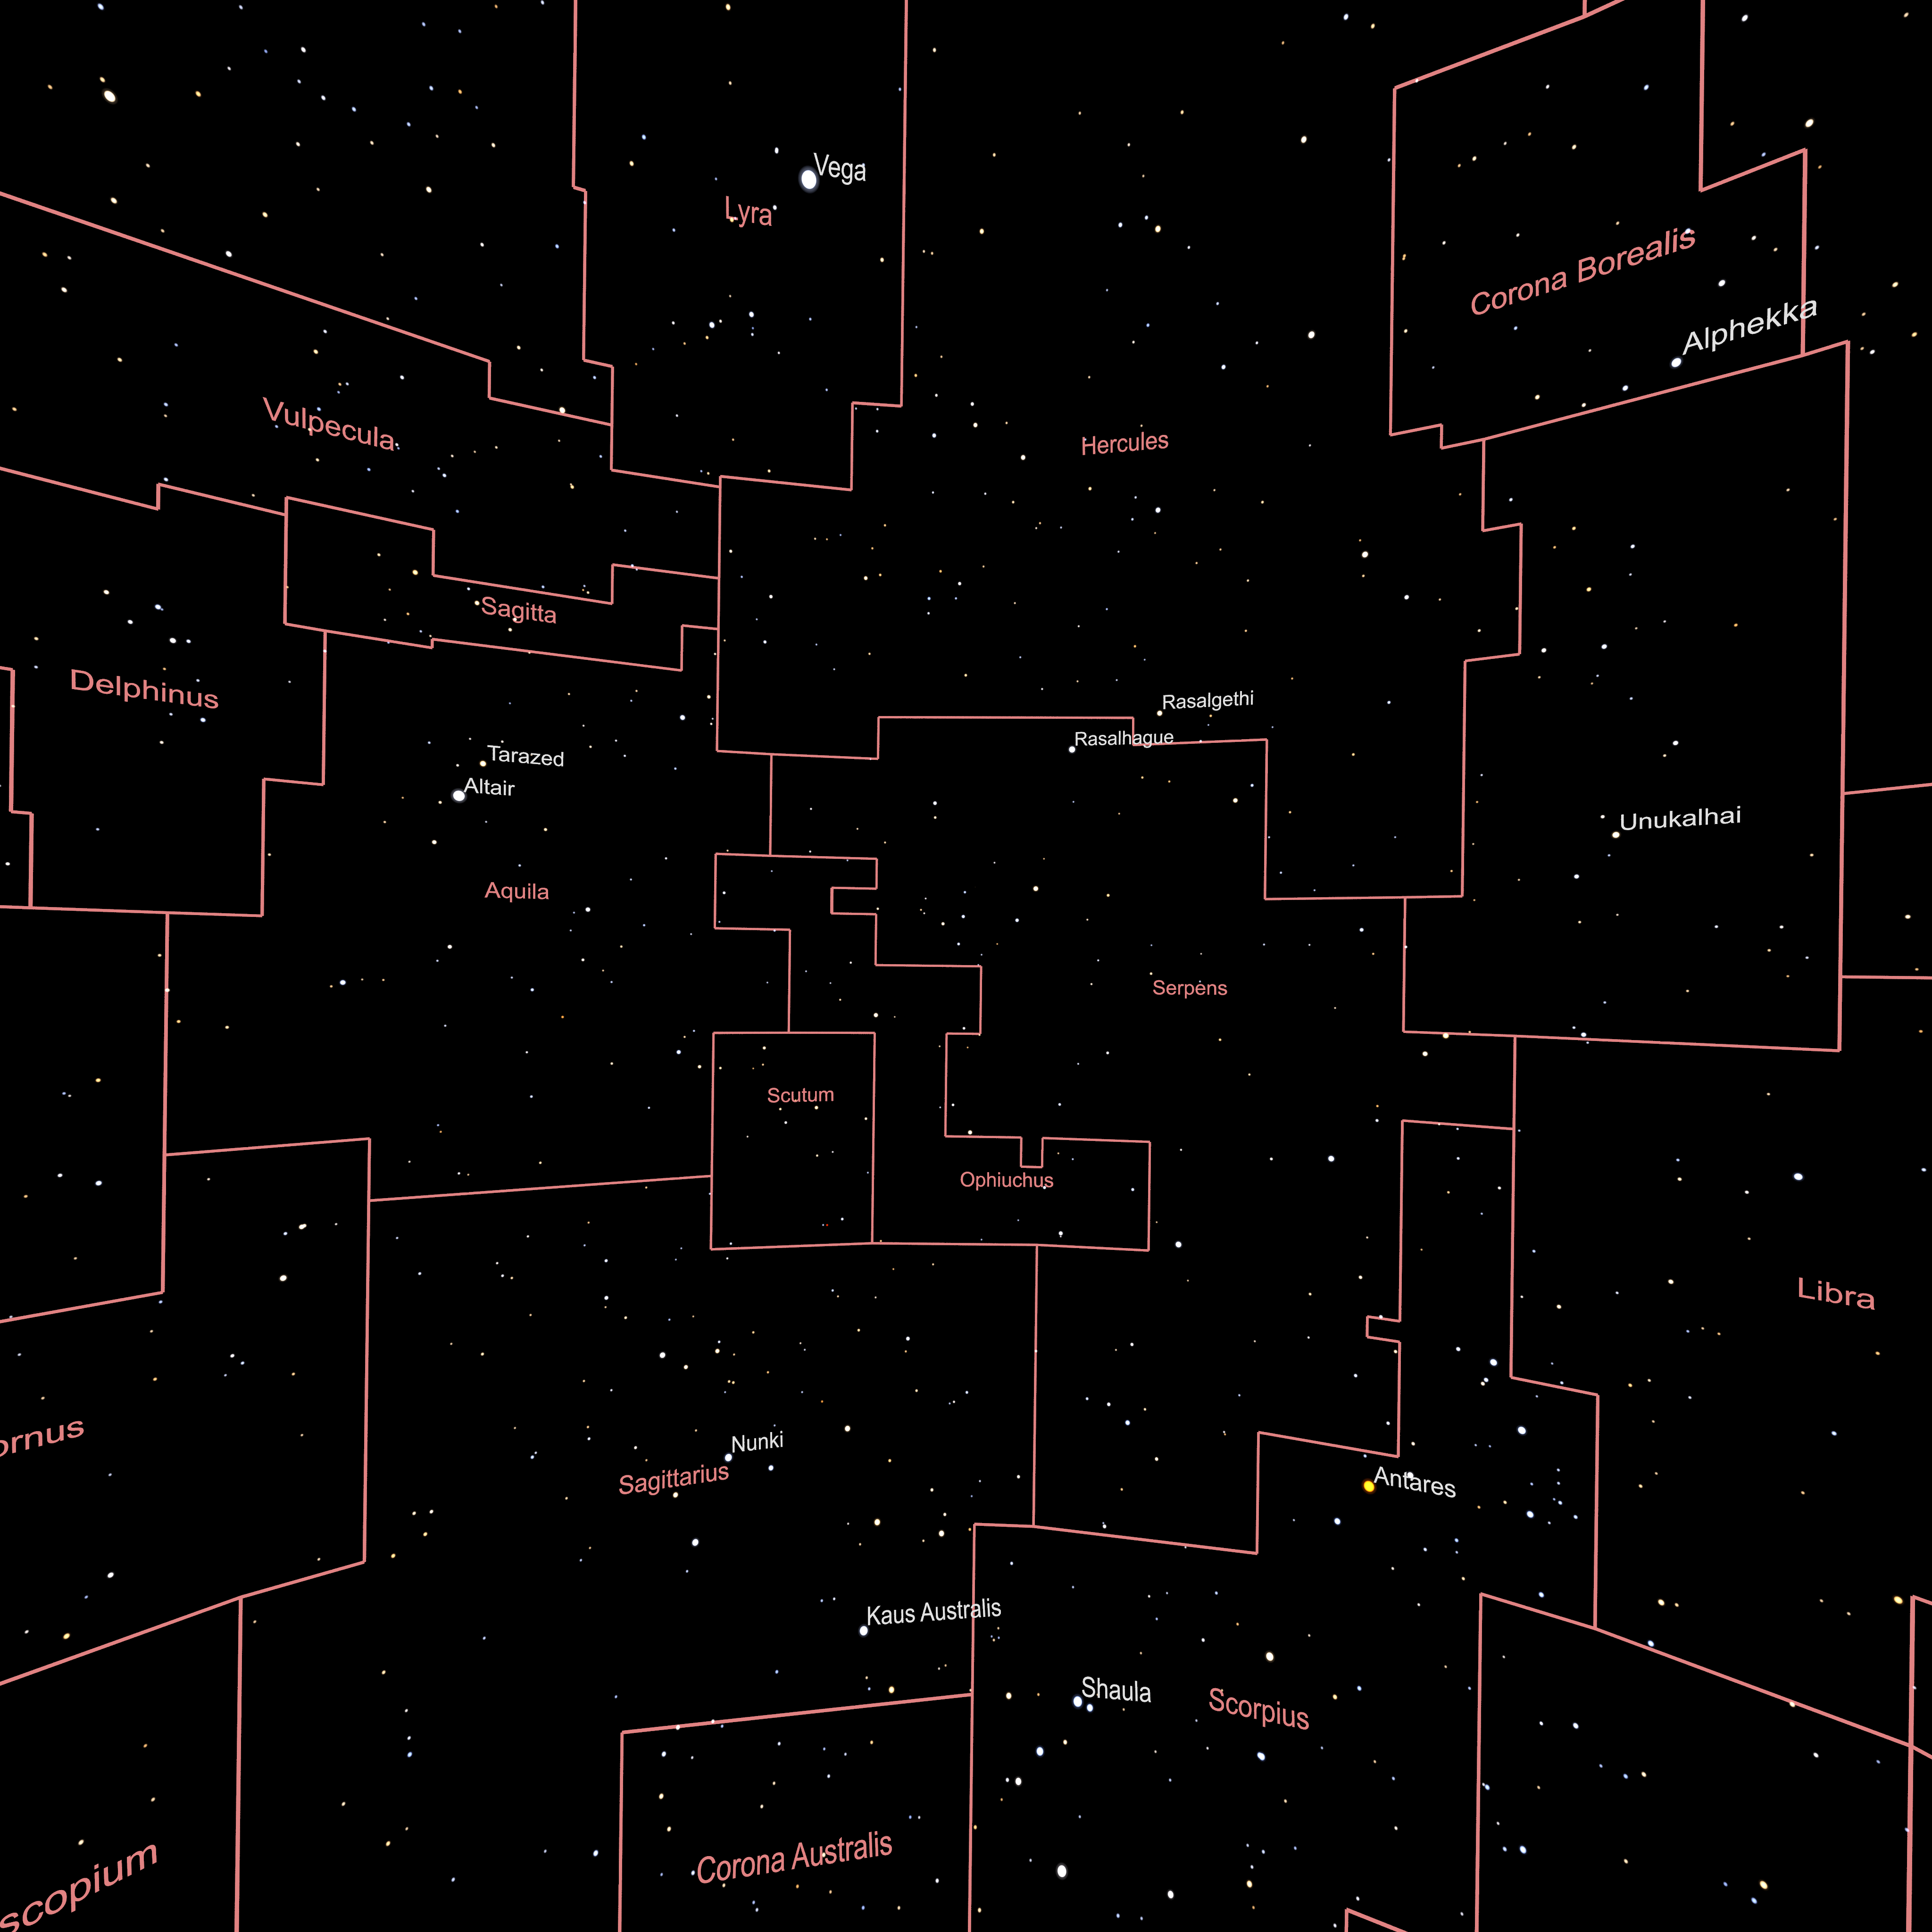 Vega
Lyra
Corona Borealis
Alphekka
Vulpecula
Hercules
Sagitta
Delphinus
Rasalgethi
Rasalhague
Tarazed
Altair
Unukalhai
Aquila
Serpens
Scutum
Ophiuchus
Libra
ornus
Nunki
Sagittarius
Antares
Kaus Australis
Shaula
Scorpius
Corona Australis
scopium